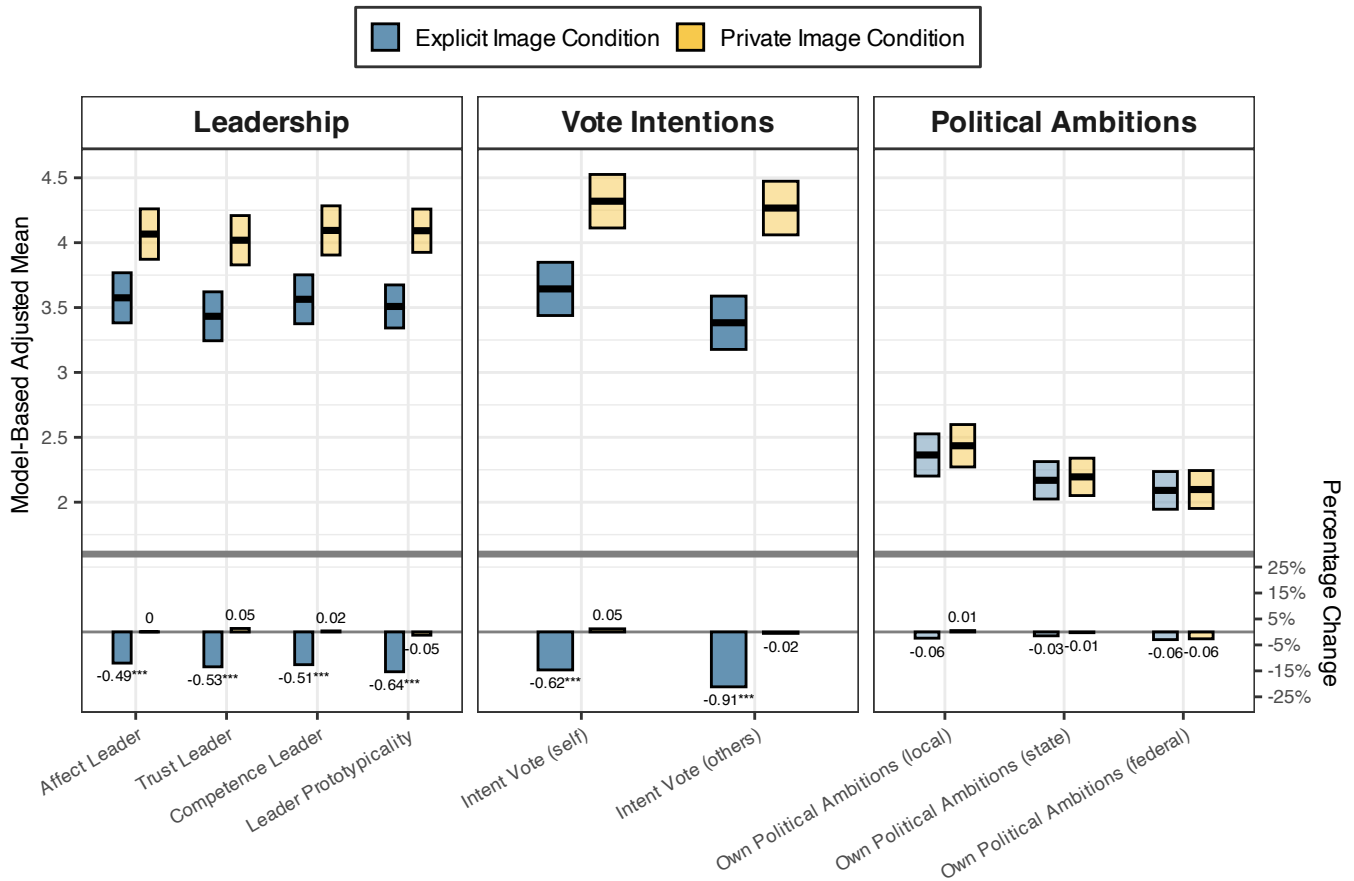 Explicit Image Condition Private Image Condition
Leadership Vote Intentions Political Ambitions
Model-Based Adjusted Mean
4.5
4
3.5
3
2.5
2
Percentage Change
25%
15%
5%
-5%
-15%
-25%
0 0.05 0.02 -0.05
-0.49*** -0.53*** -0.51*** -0.64***
0.05 -0.02
-0.62*** -0.91***
0.01
-0.06 -0.03 -0.01 -0.06 -0.06
Affect Leader
Trust Leader
Competence Leader
Leader Prototypicality
Intent Vote (self)
Intent Vote (others)
Own Political Ambitions (local)
Own Political Ambitions (state)
Own Political Ambitions (federal)